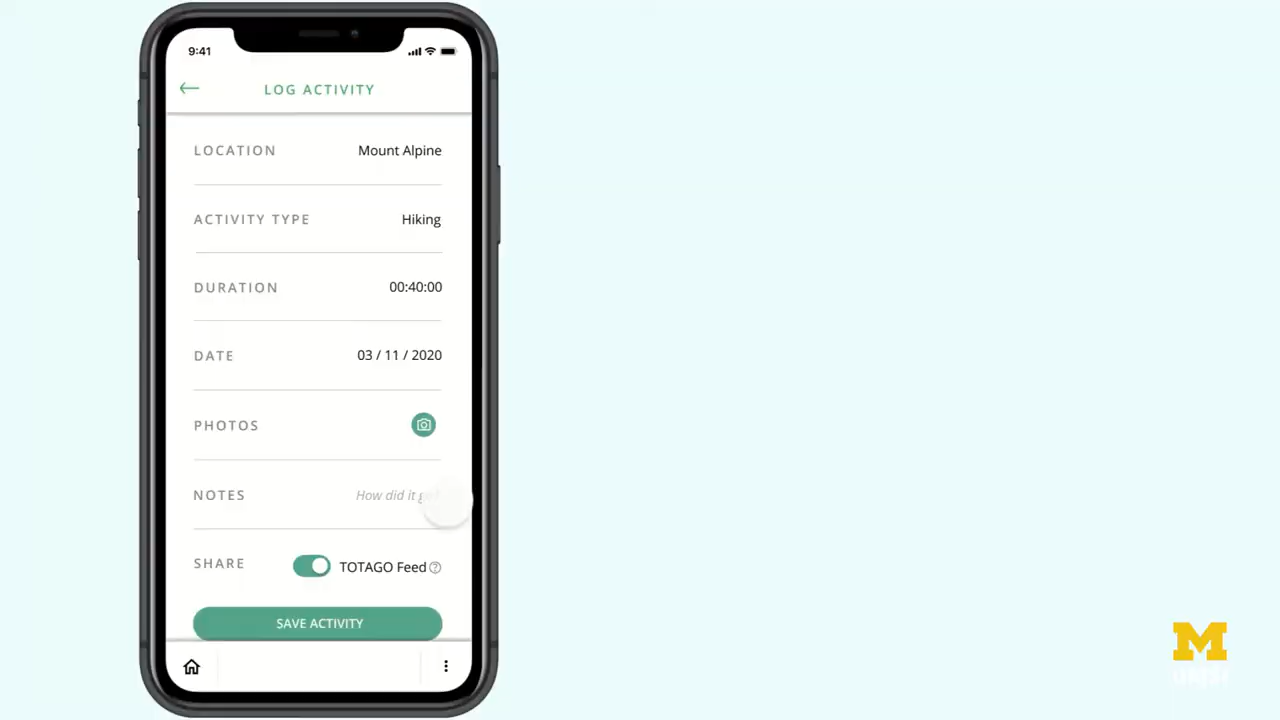 9:41
LOG ACTIVITY
LOCATION Mount Alpine
ACTIVITY TYPE Hiking
DURATION 00:40:00
DATE 03 / 11 / 2020
PHOTOS
NOTES How did it
SHARE TOTAGO Feed ?
SAVE ACTIVITY
M